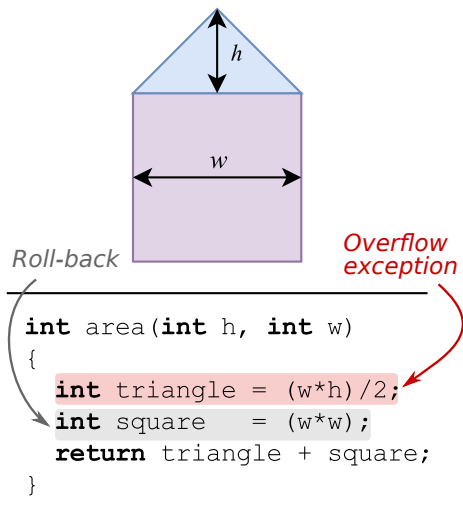 h
w
Roll-back
Overflow
exception
int area(int h, int w)
{
int triangle = (w*h)/2;
int square   = (w*w);
return triangle + square;
}